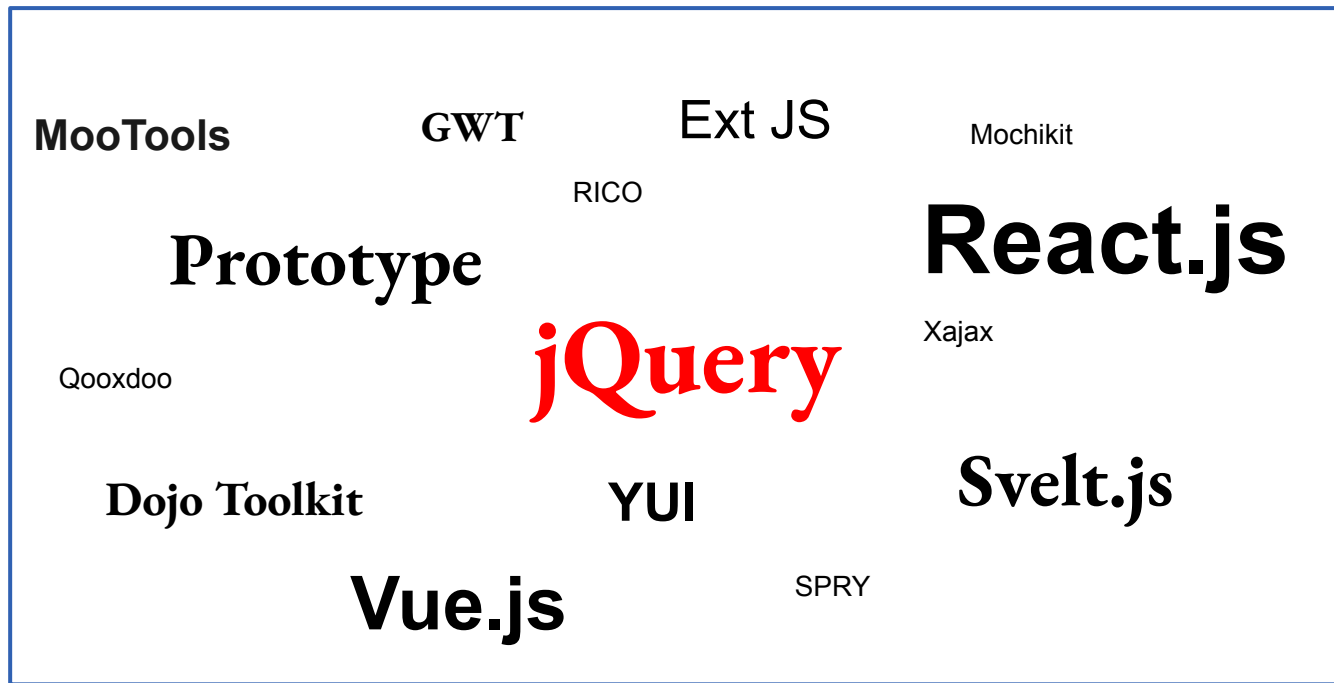 MooTools
GWT
Ext JS
Mochikit
RICO
React.js
Prototype
Xajax
jQuery
Qooxdoo
Svelt.js
Dojo Toolkit
YUI
SPRY
Vue.js